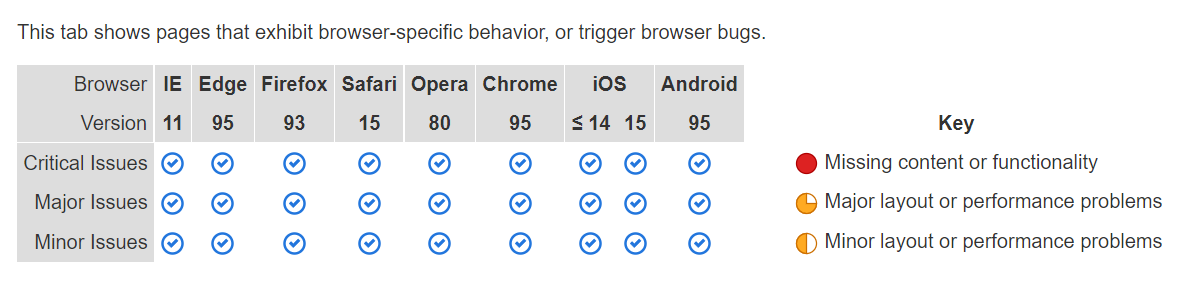 This tab shows pages that exhibit browser-specific behavior, or trigger browser bugs.
Browser IE Edge Firefox Safari Opera Chrome iOS Android
Version 11 95 93 15 80 95 ≤ 14 15 95
Key
Critical Issues
Missing content or functionality
Major Issues
Major layout or performance problems
Minor Issues
Minor layout or performance problems